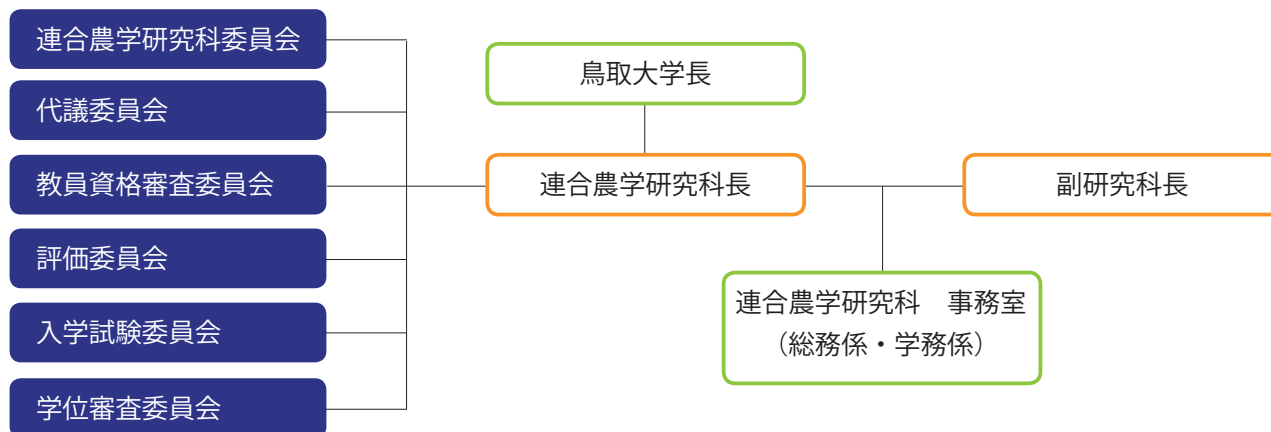 連合農学研究科委員会
代議委員会
教員資格審査委員会
評価委員会
入学試験委員会
学位審査委員会
鳥取大学長
連合農学研究科長
副研究科長
連合農学研究科　事務室
（総務係・学務係）